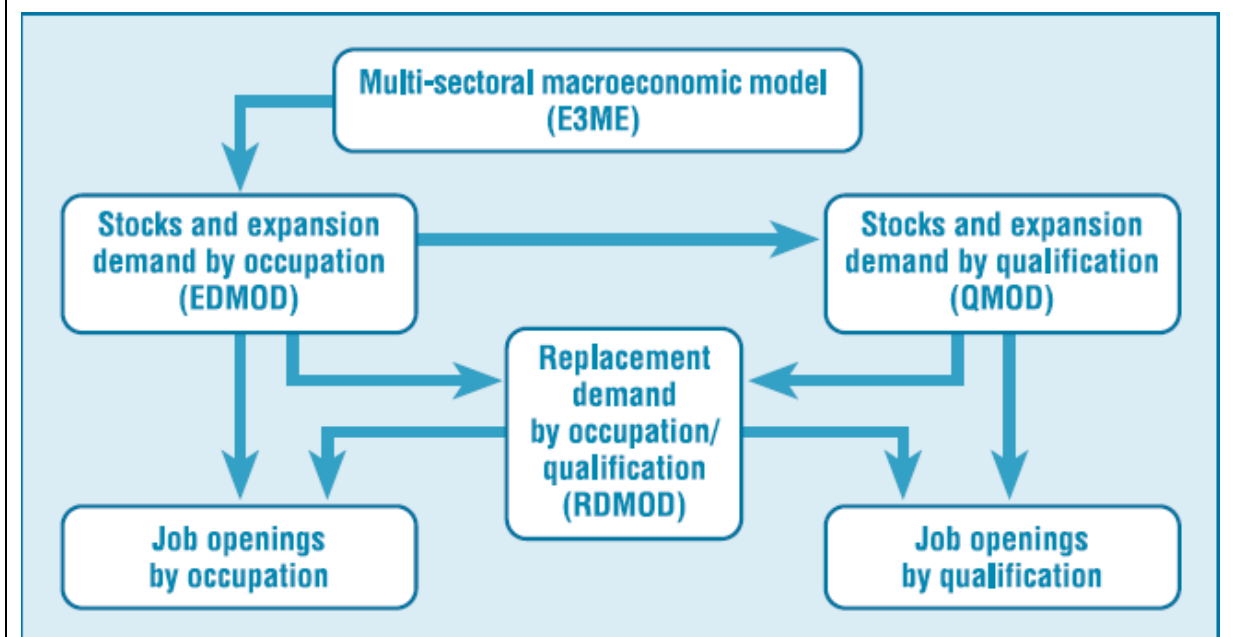 Multi-sectoral macroeconomic model
(E3ME)
Stocks and expansion
demand by occupation
(EDMOD)
Stocks and expansion
demand by qualification
(QMOD)
Replacement
demand
by occupation/
qualification
(RDMOD)
Job openings
by occupation
Job openings
by qualification